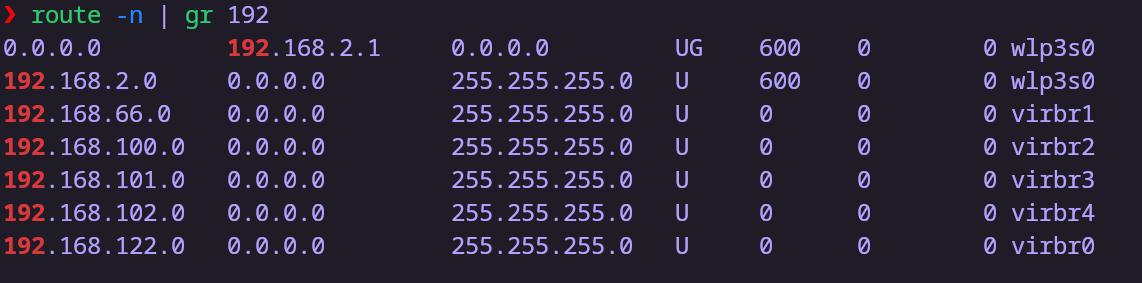 ❯ route -n | gr 192
0.0.0.0         192.168.2.1     0.0.0.0         UG    600    0        0 wlp3s0
192.168.2.0     0.0.0.0         255.255.255.0   U     600    0        0 wlp3s0
192.168.66.0    0.0.0.0         255.255.255.0   U     0      0        0 virbr1
192.168.100.0   0.0.0.0         255.255.255.0   U     0      0        0 virbr2
192.168.101.0   0.0.0.0         255.255.255.0   U     0      0        0 virbr3
192.168.102.0   0.0.0.0         255.255.255.0   U     0      0        0 virbr4
192.168.122.0   0.0.0.0         255.255.255.0   U     0      0        0 virbr0